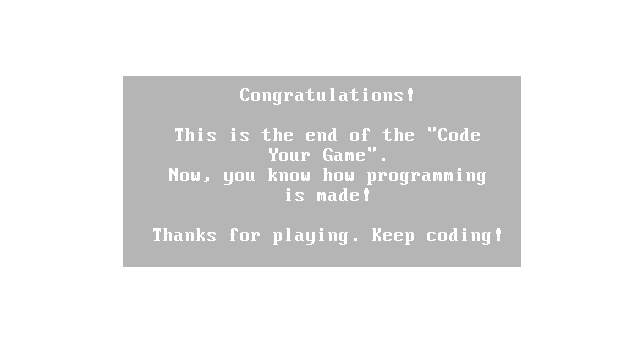 Congratulations!
This is the end of the "Code
Your Game".
Now, you know how programming
is made!
Thanks for playing. Keep coding!